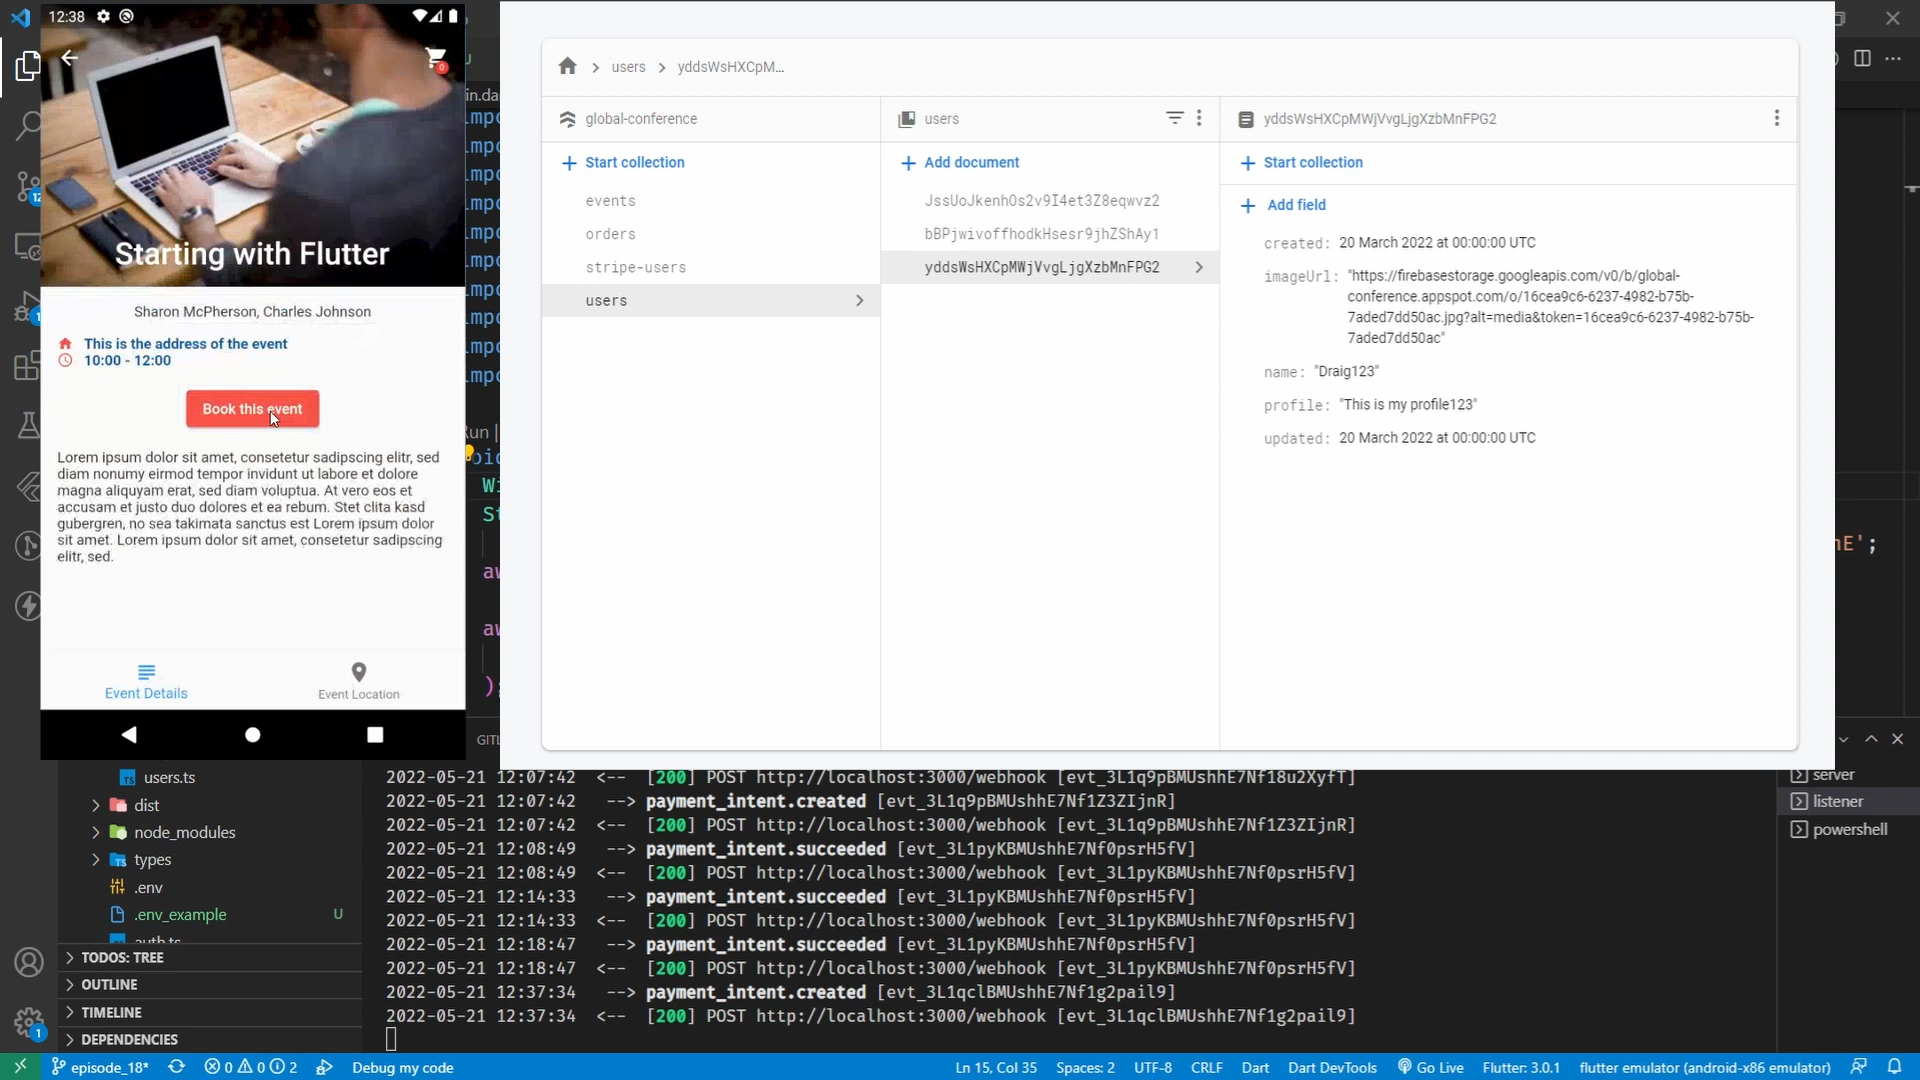 12:38
0
Starting with Flutter
Sharon McPherson, Charles Johnson
This is the address of the event
10:00 - 12:00
Book this event
Lorem ipsum dolor sit amet, consetetur sadipscing elitr, sed
diam nonumy eirmod tempor invidunt ut labore et dolore
magna aliquyam erat, sed diam voluptua. At vero eos et
accusam et justo duo dolores et ea rebum. Stet clita kasd
gubergren, no sea takimata sanctus est Lorem ipsum dolor
sit amet. Lorem ipsum dolor sit amet, consetetur sadipscing
elitr, sed.
Event Details
Event Location
users
yddsWsHXCpM...
global-conference
Start collection
events
orders
stripe-users
users
users
Add document
JssUoJkenhOs2v9I4et3Z8eqwvz2
bBPjwivoffhodkHsesr9jhZShAy1
yddsWsHXCpMWjVvgLjgXzbMnFPG2
yddsWsHXCpMWjVvgLjgXzbMnFPG2
Start collection
Add field
created: 20 March 2022 at 00:00:00 UTC
imageUrl: "https://firebasestorage.googleapis.com/v0/b/global-
conference.appspot.com/o/16cea9c6-6237-4982-b75b-
7aded7dd50ac.jpg?alt=media&token=16cea9c6-6237-4982-b75b-
7aded7dd50ac"
name: "Draig123"
profile: "This is my profile123"
updated: 20 March 2022 at 00:00:00 UTC
users.ts
dist
node_modules
types
.env
.env_example U
auth.ts
TODOS: TREE
OUTLINE
TIMELINE
DEPENDENCIES
2022-05-21 12:07:42 <-- [200] POST http://localhost:3000/webhook [evt_3L1q9pBMUshhE7Nf18u2XyfT]
2022-05-21 12:07:42 --> payment_intent.created [evt_3L1q9pBMUshhE7Nf1Z3ZIjnR]
2022-05-21 12:07:42 <-- [200] POST http://localhost:3000/webhook [evt_3L1q9pBMUshhE7Nf1Z3ZIjnR]
2022-05-21 12:08:49 --> payment_intent.succeeded [evt_3L1pyKBMUshhE7Nf0psrH5fV]
2022-05-21 12:08:49 <-- [200] POST http://localhost:3000/webhook [evt_3L1pyKBMUshhE7Nf0psrH5fV]
2022-05-21 12:14:33 --> payment_intent.succeeded [evt_3L1pyKBMUshhE7Nf0psrH5fV]
2022-05-21 12:14:33 <-- [200] POST http://localhost:3000/webhook [evt_3L1pyKBMUshhE7Nf0psrH5fV]
2022-05-21 12:18:47 --> payment_intent.succeeded [evt_3L1pyKBMUshhE7Nf0psrH5fV]
2022-05-21 12:18:47 <-- [200] POST http://localhost:3000/webhook [evt_3L1pyKBMUshhE7Nf0psrH5fV]
2022-05-21 12:37:34 --> payment_intent.created [evt_3L1qclBMUshhE7Nf1g2pail9]
2022-05-21 12:37:34 <-- [200] POST http://localhost:3000/webhook [evt_3L1qclBMUshhE7Nf1g2pail9]
server
listener
powershell
episode_18* 0 0 2 Debug my code Ln 15, Col 35 Spaces: 2 UTF-8 CRLF Dart Dart DevTools Go Live Flutter: 3.0.1 flutter emulator (android-x86 emulator)